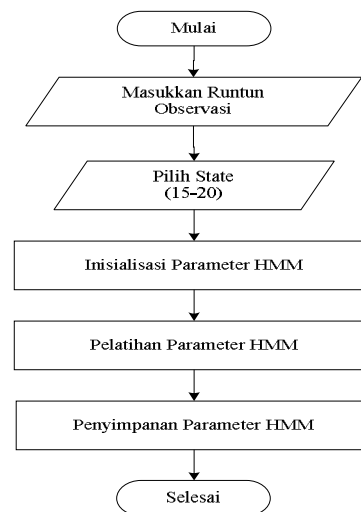 Mulai
Masukkan Runtun
Observasi
Pilih State
(15-20)
Inisialisasi Parameter HMM
Pelatihan Parameter HMM
Penyimpanan Parameter HMM
Selesai